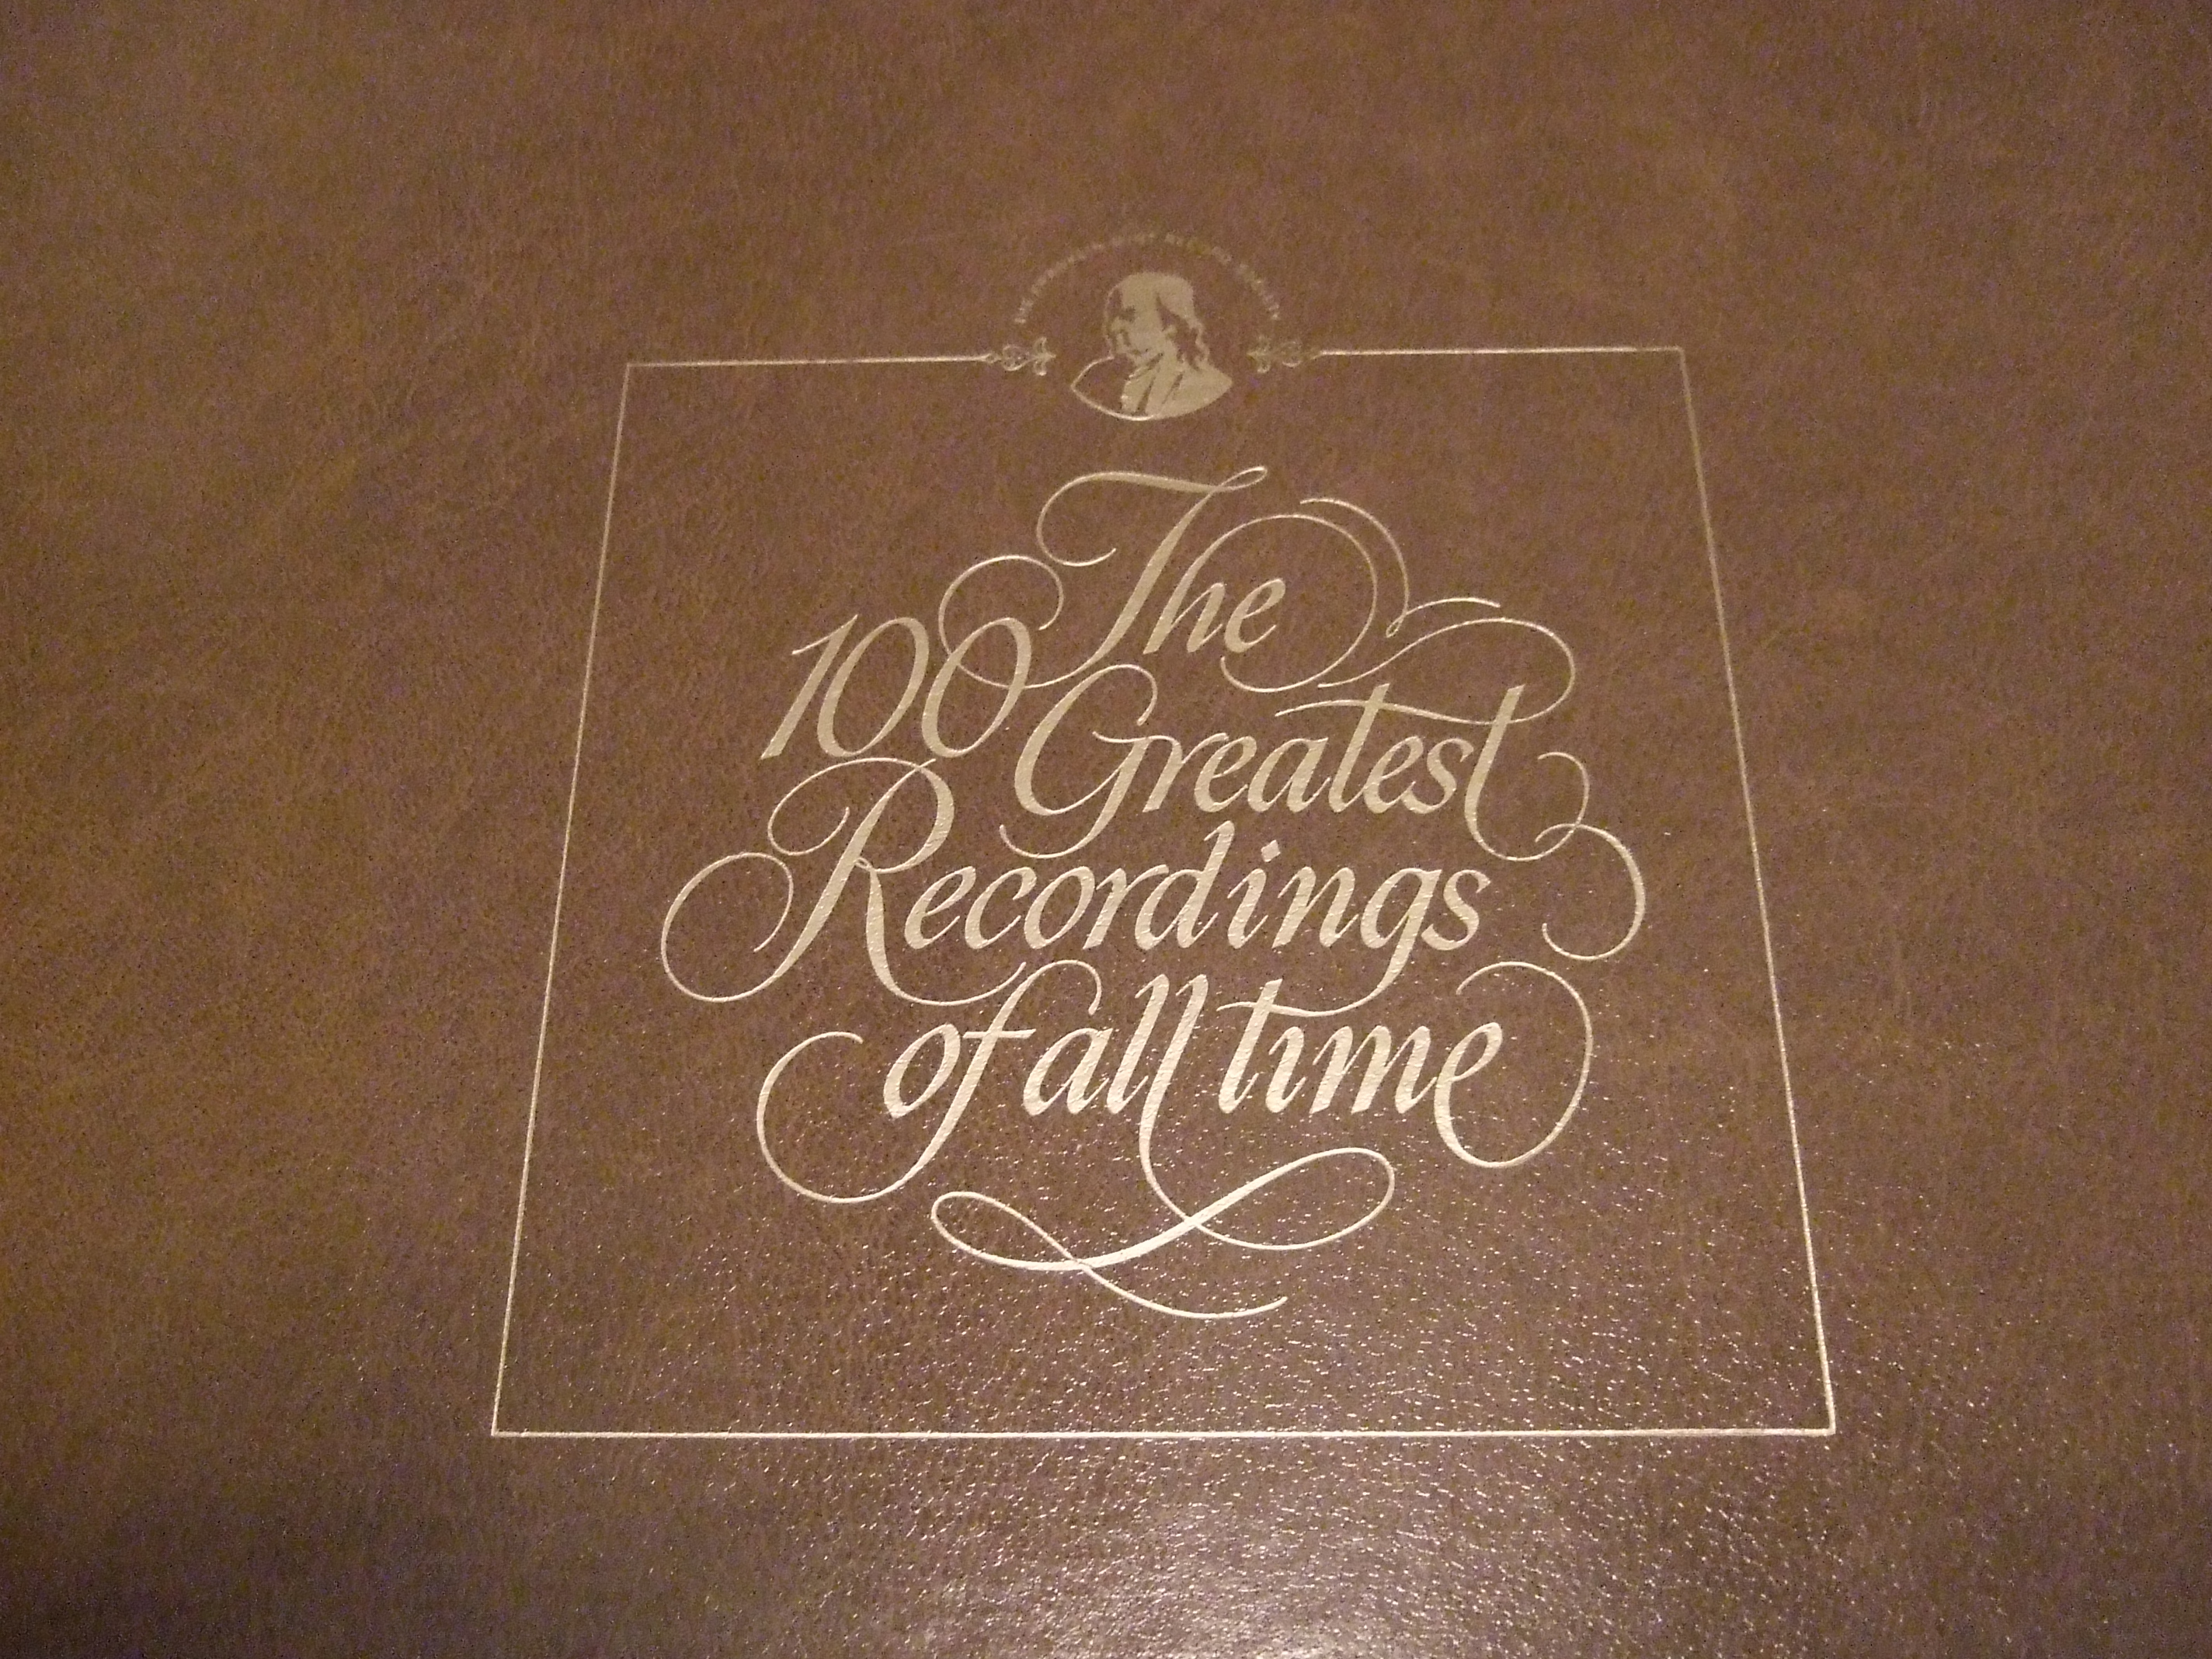 The
100 Greatest
Recordings
of all time